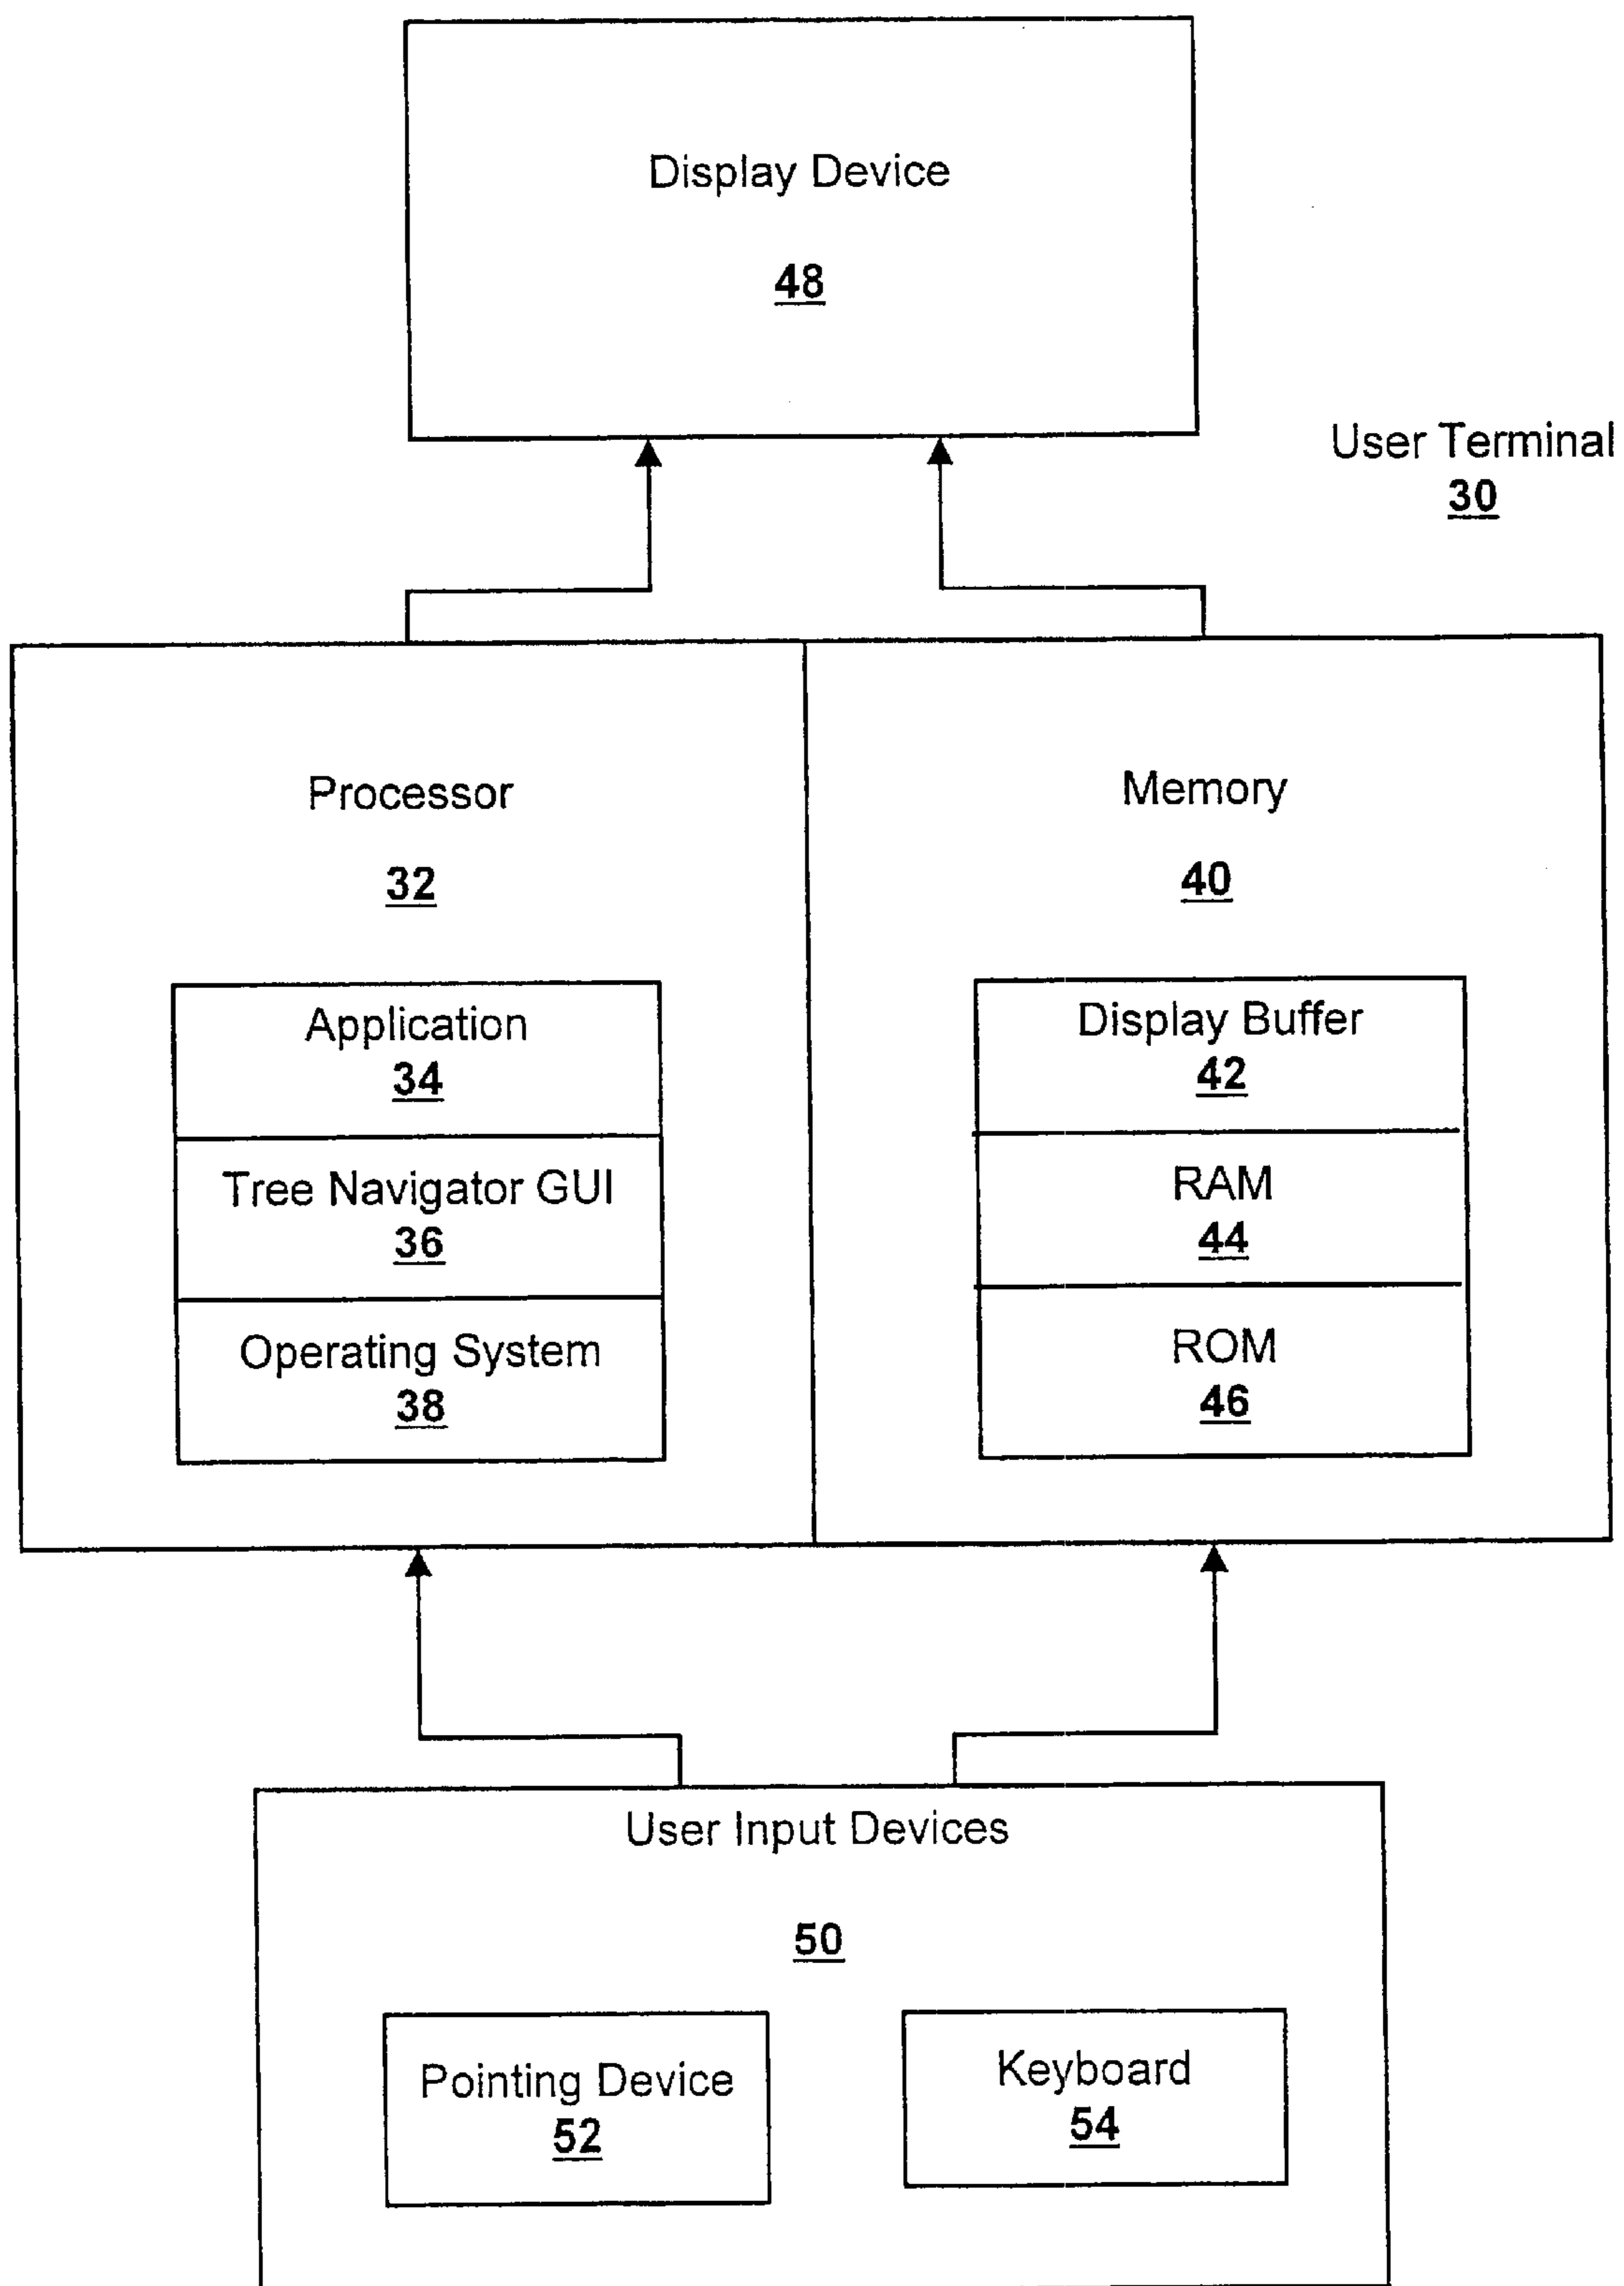 Display Device
48
User Terminal
30
Processor
32
Memory
40
Application
34
Tree Navigator GUI
36
Operating System
38
Display Buffer
42
RAM
44
ROM
46
User Input Devices
50
Pointing Device
52
Keyboard
54